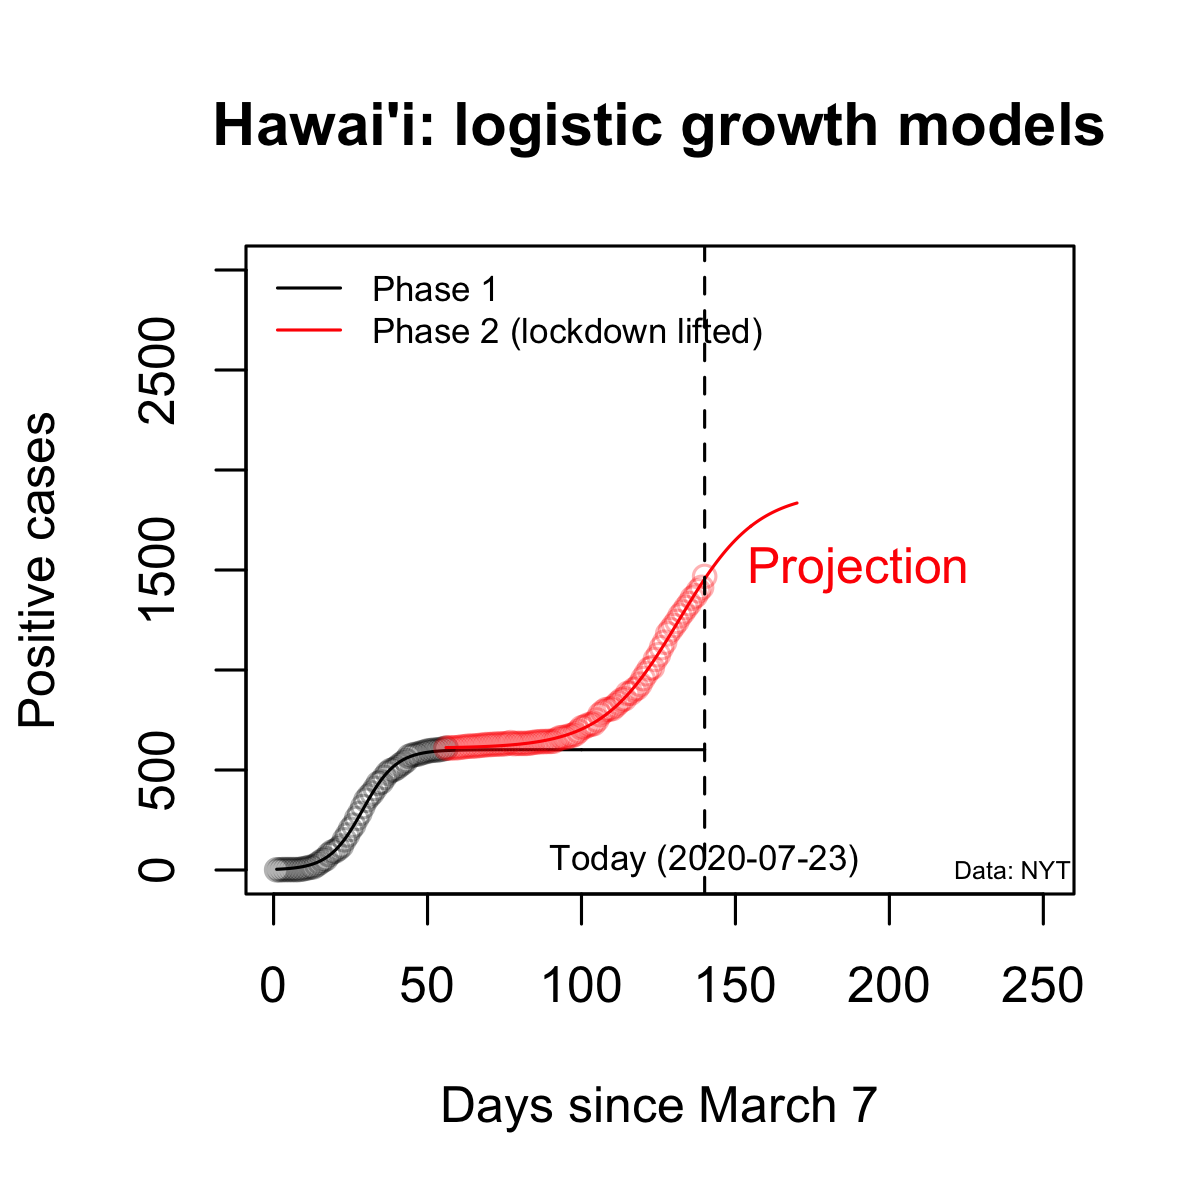 Hawai'i: logistic growth models
Phase 1
Phase 2 (lockdown lifted)
Positive cases
2500
1500
500
0
Projection
Today (2020-07-23)
Data: NYT
0 50 100 150 200 250
Days since March 7